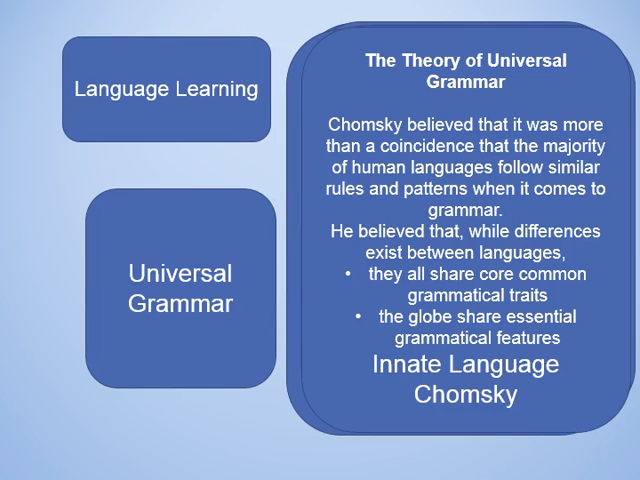 Language Learning
Universal
Grammar
The Theory of Universal
Grammar
Chomsky believed that it was more
than a coincidence that the majority
of human languages follow similar
rules and patterns when it comes to
grammar.
He believed that, while differences
exist between languages,
• they all share core common
grammatical traits
• the globe share essential
grammatical features
Innate Language
Chomsky